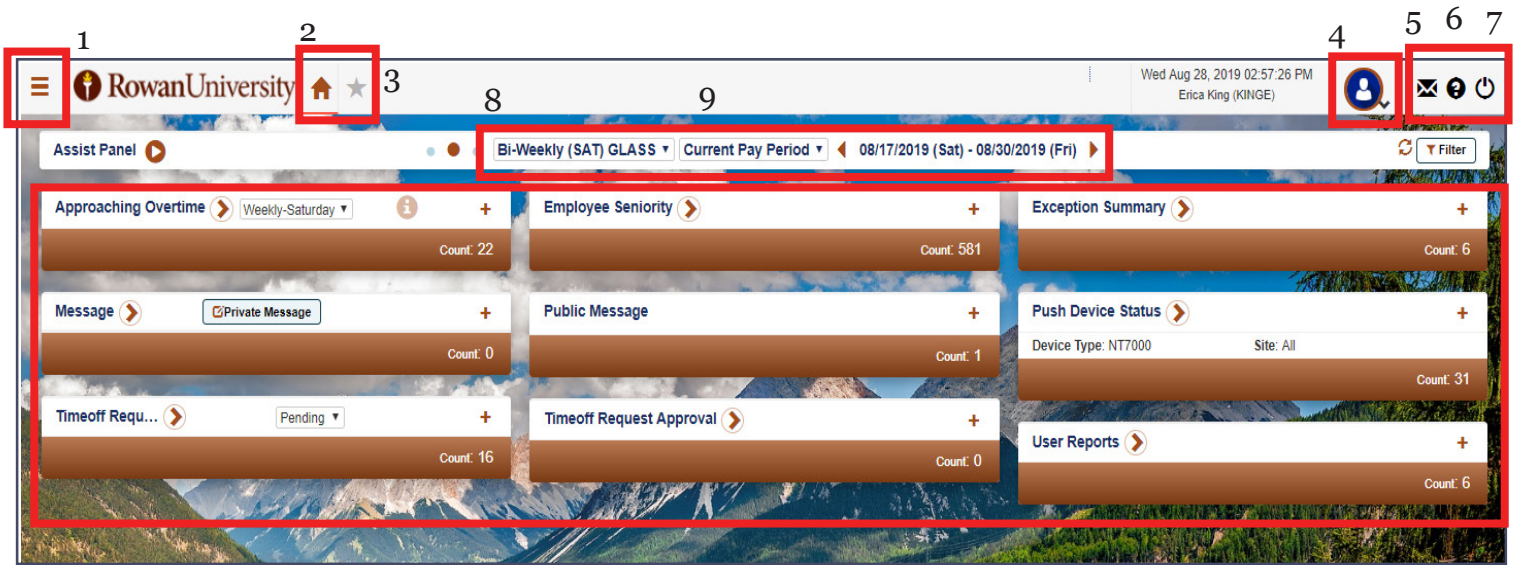 1
2
3
4
5
6
7
RowanUniversity
Wed Aug 28, 2019 02:57:26 PM
Erica King (KINGE)
8
9
Assist Panel
Bi-Weekly (SAT) GLASS
Current Pay Period
08/17/2019 (Sat) - 08/30/2019 (Fri)
Filter
Approaching Overtime
Weekly-Saturday
Count: 22
Employee Seniority
Count: 581
Exception Summary
Count: 6
Message
Private Message
Count: 0
Public Message
Count: 1
Push Device Status
Device Type: NT7000 Site: All
Count: 31
Timeoff Requ...
Pending
Count: 16
Timeoff Request Approval
Count: 0
User Reports
Count: 6